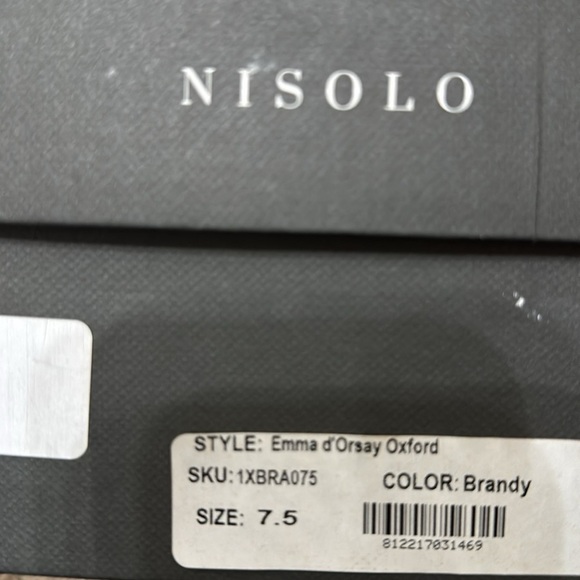 NISOLO
STYLE: Emma d'Orsay Oxford
SKU: 1XBRA075 COLOR: Brandy
SIZE: 7.5
812217031469